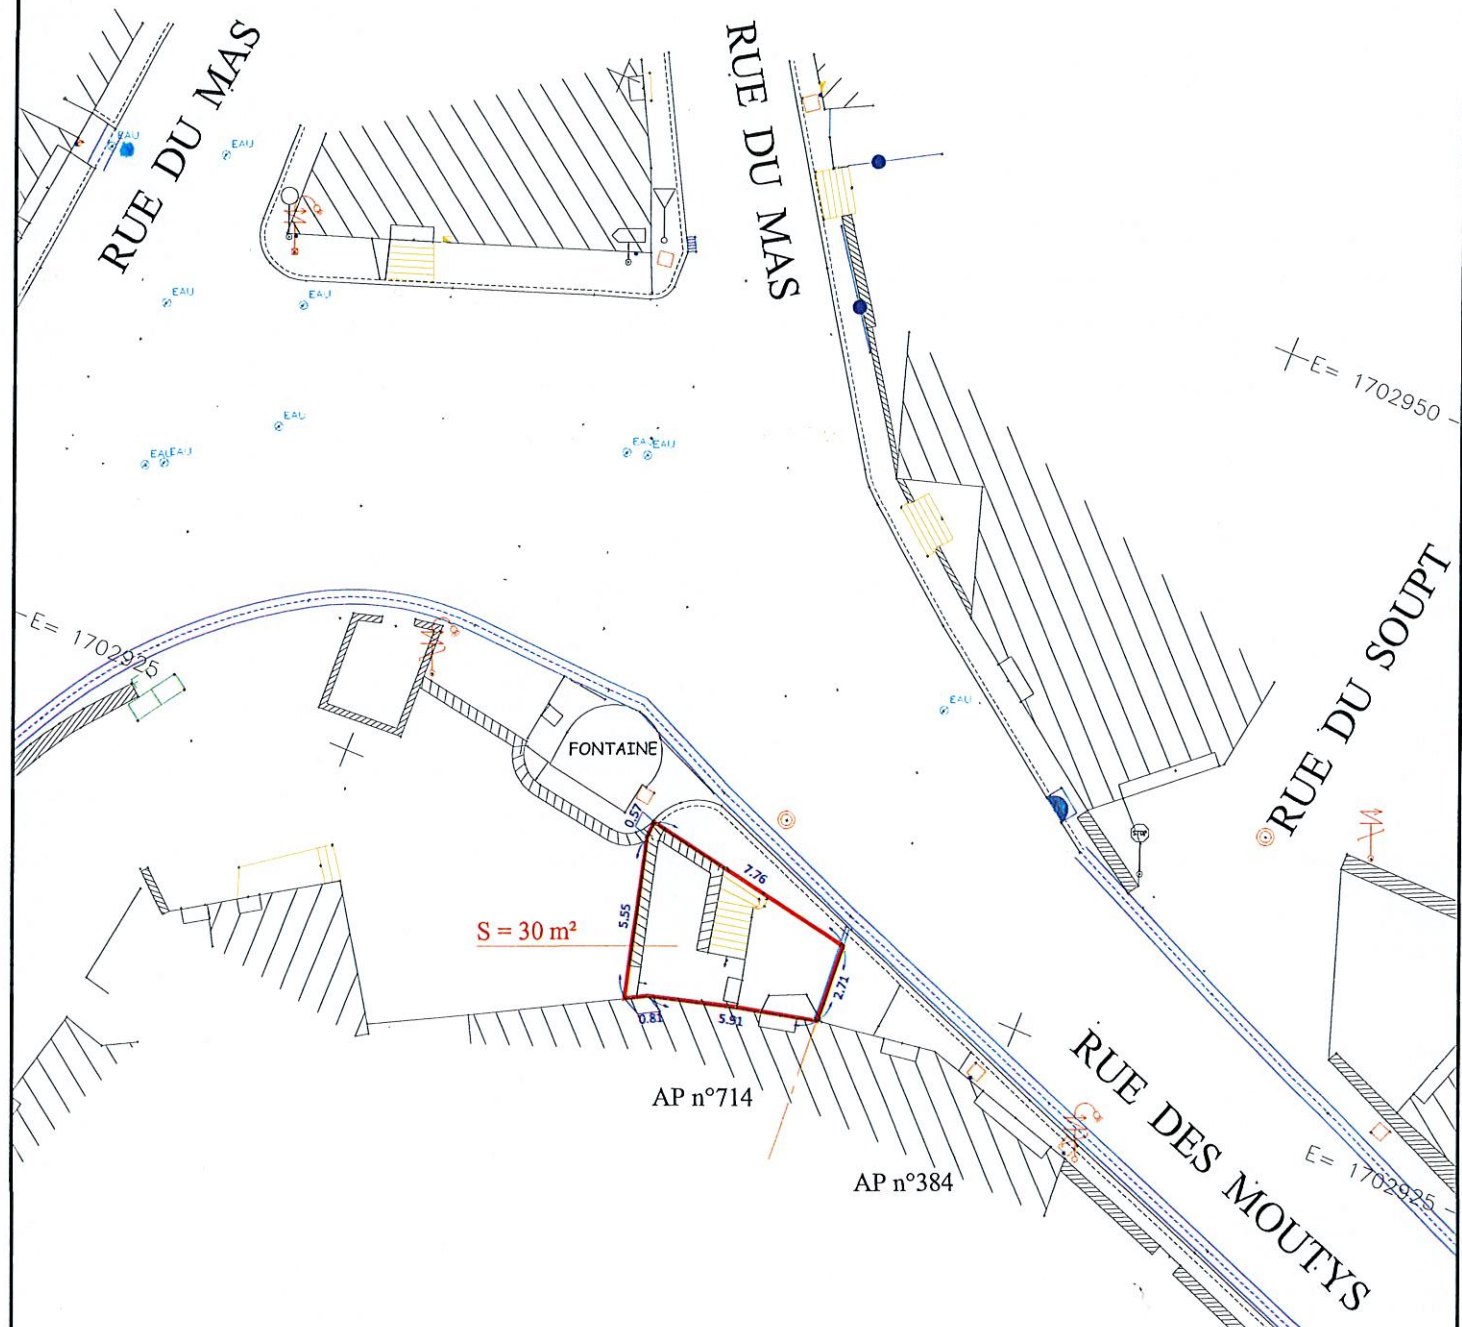 RUE DU MAS
RUE DU MAS
EAU
EAU
EAU
EAU
E= 1702950
EAU
EAU
EAU
EAU
RUE DU SOUPT
E= 1702925
EAU
FONTAINE
STOP
0.57
7.76
5.55
S = 30 m²
2.71
0.81
5.91
AP n°714
RUE DES MOUTYS
AP n°384
E= 1702925